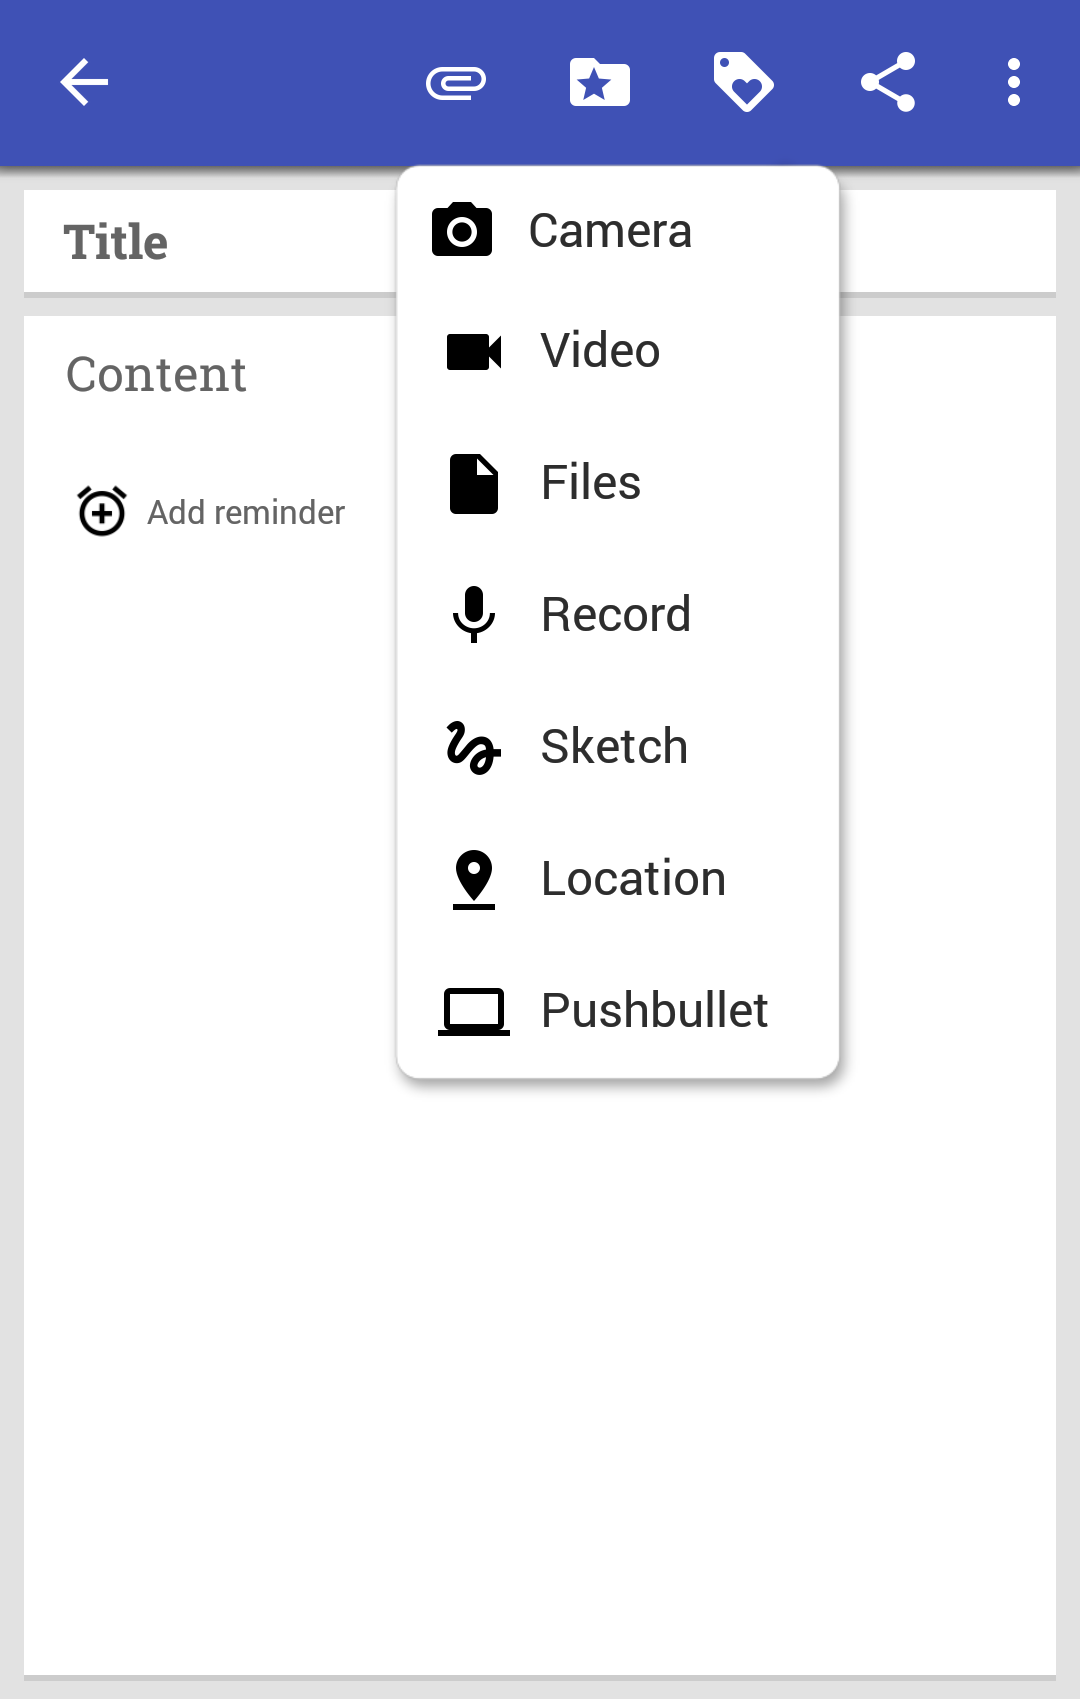 Title
Content
Add reminder
Camera
Video
Files
Record
Sketch
Location
Pushbullet